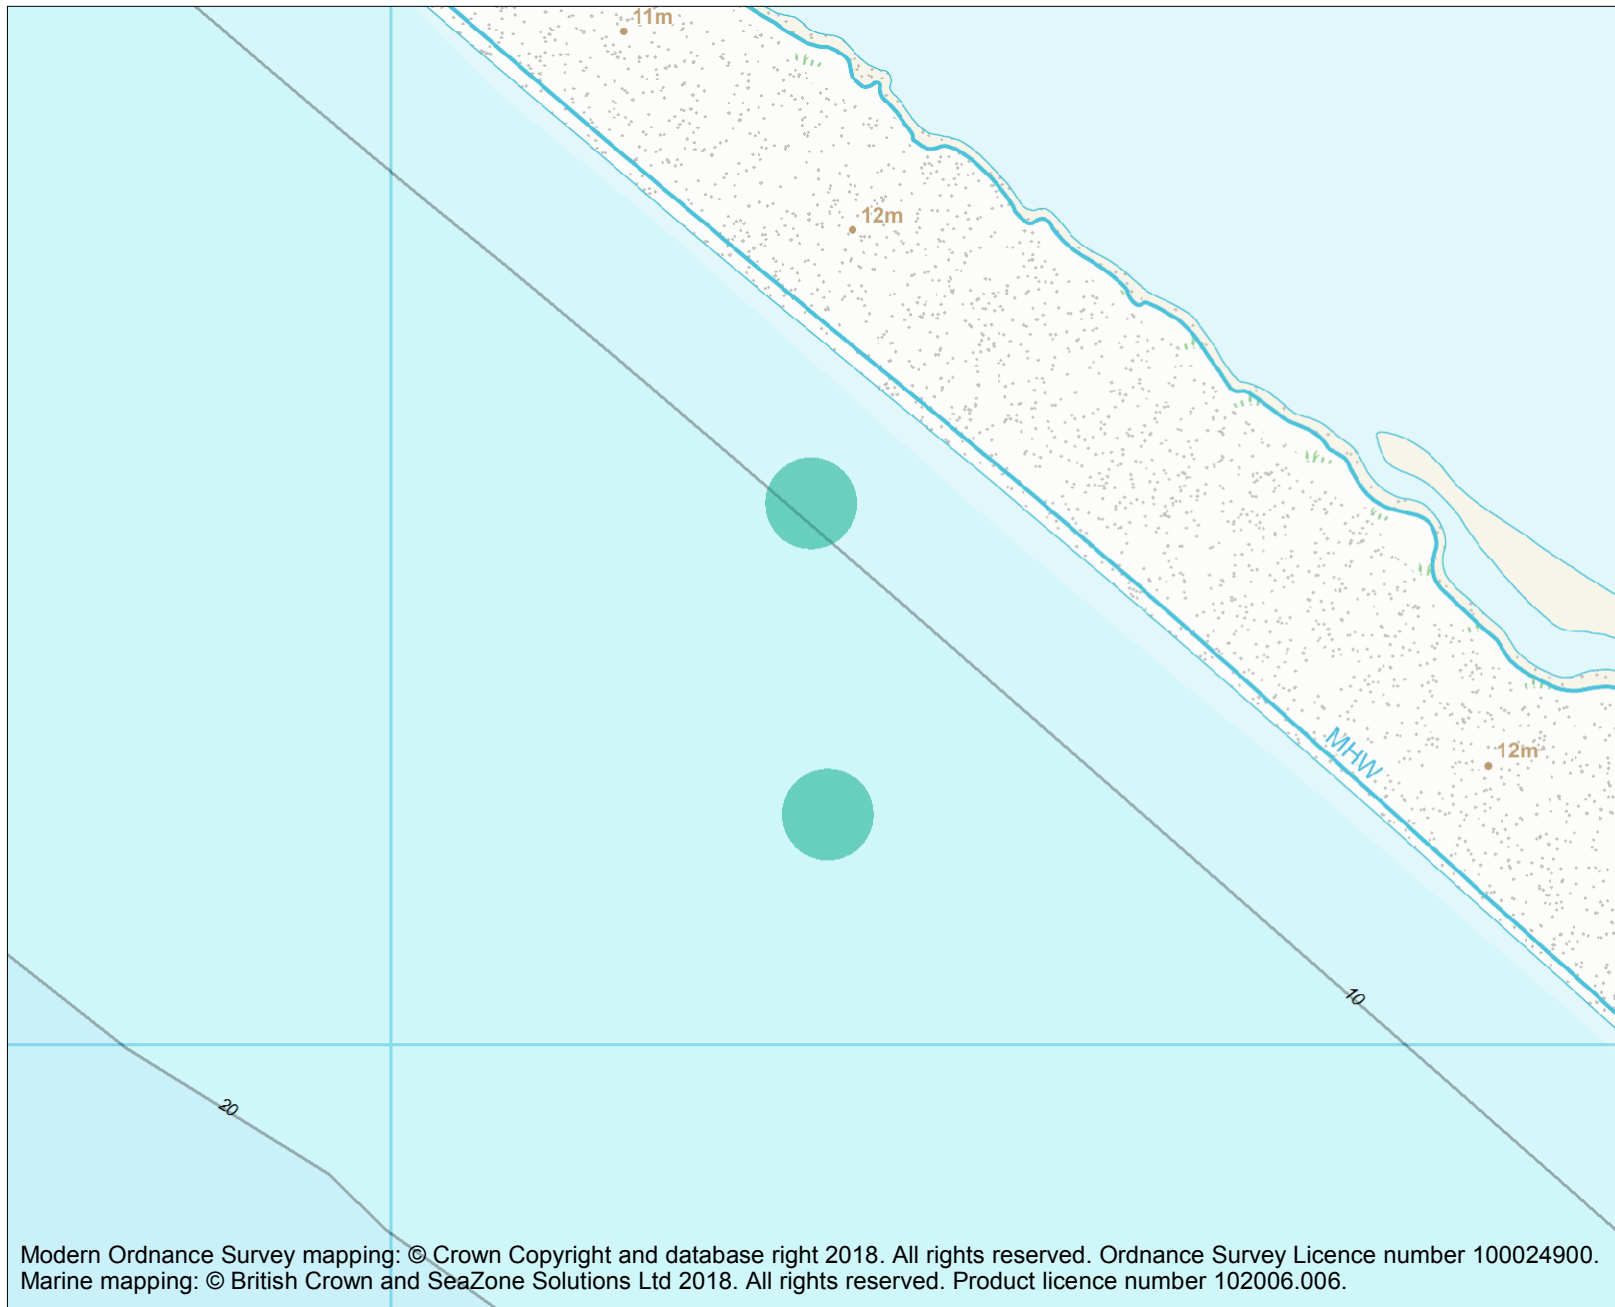 11m
12m
MHW
12m
10
20
Modern Ordnance Survey mapping: © Crown Copyright and database right 2018. All rights reserved. Ordnance Survey Licence number 100024900.
Marine mapping: © British Crown and SeaZone Solutions Ltd 2018. All rights reserved. Product licence number 102006.006.